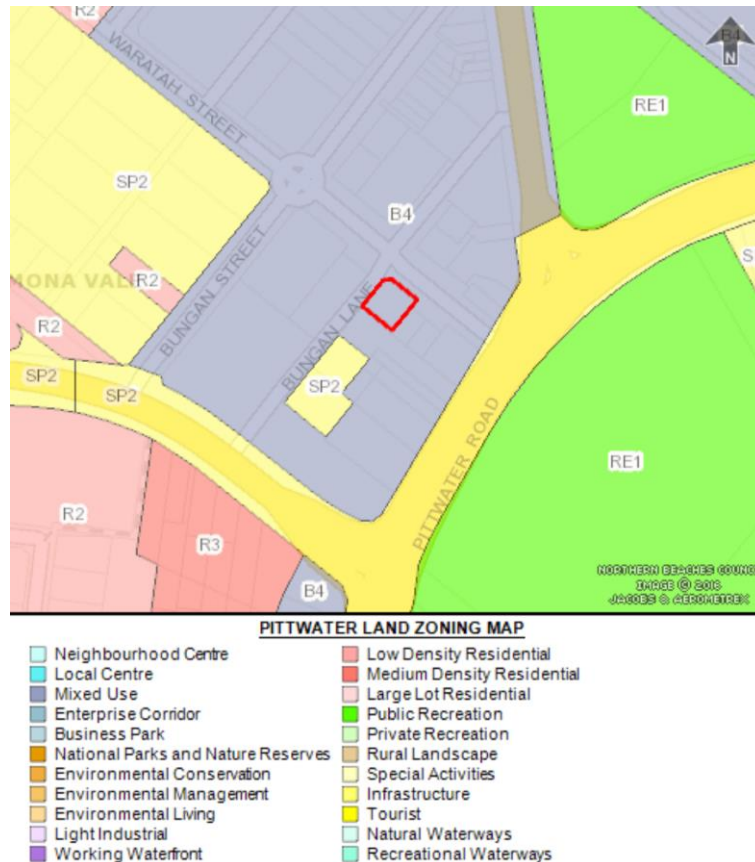 R2
B4
N
WARATAH STREET
RE1
SP2
B4
S
MONA VAL
R2
BUNGAN STREET
BUNGAN LANE
R2
SP2
SP2
SP2
PITTWATER ROAD
RE1
R2
R3
B4
NORTHERN BEACHES COUNC
IMAGE © 2016
JACOBS & AEROMETREX
PITTWATER LAND ZONING MAP
Neighbourhood Centre
Local Centre
Mixed Use
Enterprise Corridor
Business Park
National Parks and Nature Reserves
Environmental Conservation
Environmental Management
Environmental Living
Light Industrial
Working Waterfront
Low Density Residential
Medium Density Residential
Large Lot Residential
Public Recreation
Private Recreation
Rural Landscape
Special Activities
Infrastructure
Tourist
Natural Waterways
Recreational Waterways